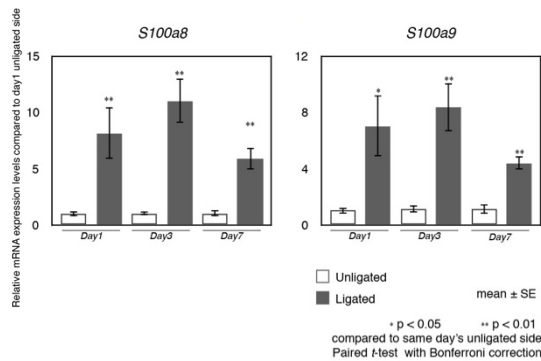 S100a8
S100a9
Relative mRNA expression levels compared to day1 unligated side
15
10
5
0
**
**
**
Day1
Day3
Day7
12
8
4
0
*
**
**
Day1
Day3
Day7
Unligated
Ligated
mean ± SE
* p < 0.05 ** p < 0.01
compared to same day's unligated side
Paired t-test with Bonferroni correction